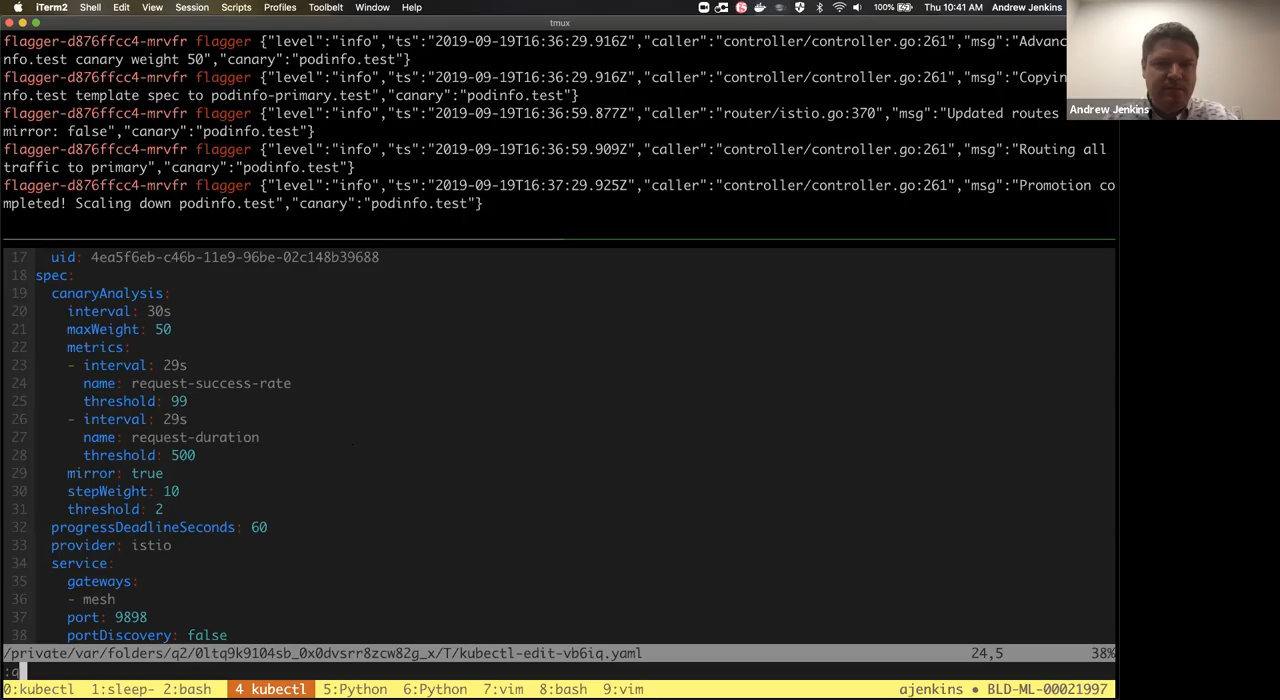 iTerm2 Shell Edit View Session Scripts Profiles Toolbelt Window Help 100% Thu 10:41 AM Andrew Jenkins
tmux
flagger-d876ffcc4-mrvfr flagger {"level":"info","ts":"2019-09-19T16:36:29.916Z","caller":"controller/controller.go:261","msg":"Advanc
nfo.test canary weight 50","canary":"podinfo.test"}
flagger-d876ffcc4-mrvfr flagger {"level":"info","ts":"2019-09-19T16:36:29.916Z","caller":"controller/controller.go:261","msg":"Copyin
nfo.test template spec to podinfo-primary.test","canary":"podinfo.test"}
flagger-d876ffcc4-mrvfr flagger {"level":"info","ts":"2019-09-19T16:36:59.877Z","caller":"router/istio.go:370","msg":"Updated routes
mirror: false","canary":"podinfo.test"}
flagger-d876ffcc4-mrvfr flagger {"level":"info","ts":"2019-09-19T16:36:59.909Z","caller":"controller/controller.go:261","msg":"Routing all
traffic to primary","canary":"podinfo.test"}
flagger-d876ffcc4-mrvfr flagger {"level":"info","ts":"2019-09-19T16:37:29.925Z","caller":"controller/controller.go:261","msg":"Promotion co
mpleted! Scaling down podinfo.test","canary":"podinfo.test"}
Andrew Jenkins
17 uid: 4ea5f6eb-c46b-11e9-96be-02c148b39688
18 spec:
19 canaryAnalysis:
20 interval: 30s
21 maxWeight: 50
22 metrics:
23 - interval: 29s
24 name: request-success-rate
25 threshold: 99
26 - interval: 29s
27 name: request-duration
28 threshold: 500
29 mirror: true
30 stepWeight: 10
31 threshold: 2
32 progressDeadlineSeconds: 60
33 provider: istio
34 service:
35 gateways:
36 - mesh
37 port: 9898
38 portDiscovery: false
/private/var/folders/q2/0ltq9k9104sb_0x0dvsrr8zcw82g_x/T/kubectl-edit-vb6iq.yaml 24,5 38%
:q
0:kubectl 1:sleep- 2:bash 4 kubectl 5:Python 6:Python 7:vim 8:bash 9:vim ajenkins • BLD-ML-00021997